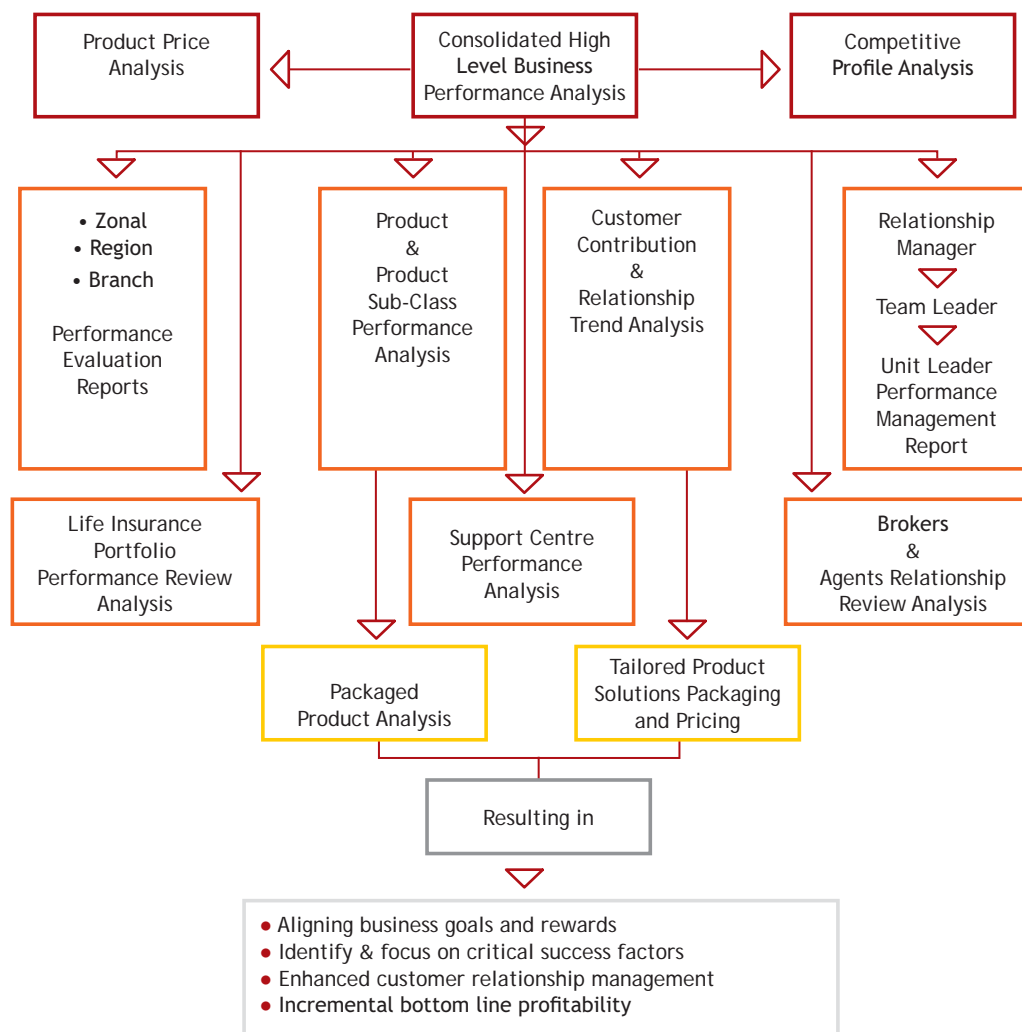 Product Price
Analysis
Consolidated High
Level Business
Performance Analysis
Competitive
Profile Analysis
• Zonal
• Region
• Branch
Performance
Evaluation
Reports
Product
&
Product
Sub-Class
Performance
Analysis
Customer
Contribution
&
Relationship
Trend Analysis
Relationship
Manager
Team Leader
Unit Leader
Performance
Management
Report
Life Insurance
Portfolio
Performance Review
Analysis
Support Centre
Performance
Analysis
Brokers
&
Agents Relationship
Review Analysis
Packaged
Product Analysis
Tailored Product
Solutions Packaging
and Pricing
Resulting in
• Aligning business goals and rewards
• Identify & focus on critical success factors
• Enhanced customer relationship management
• Incremental bottom line profitability